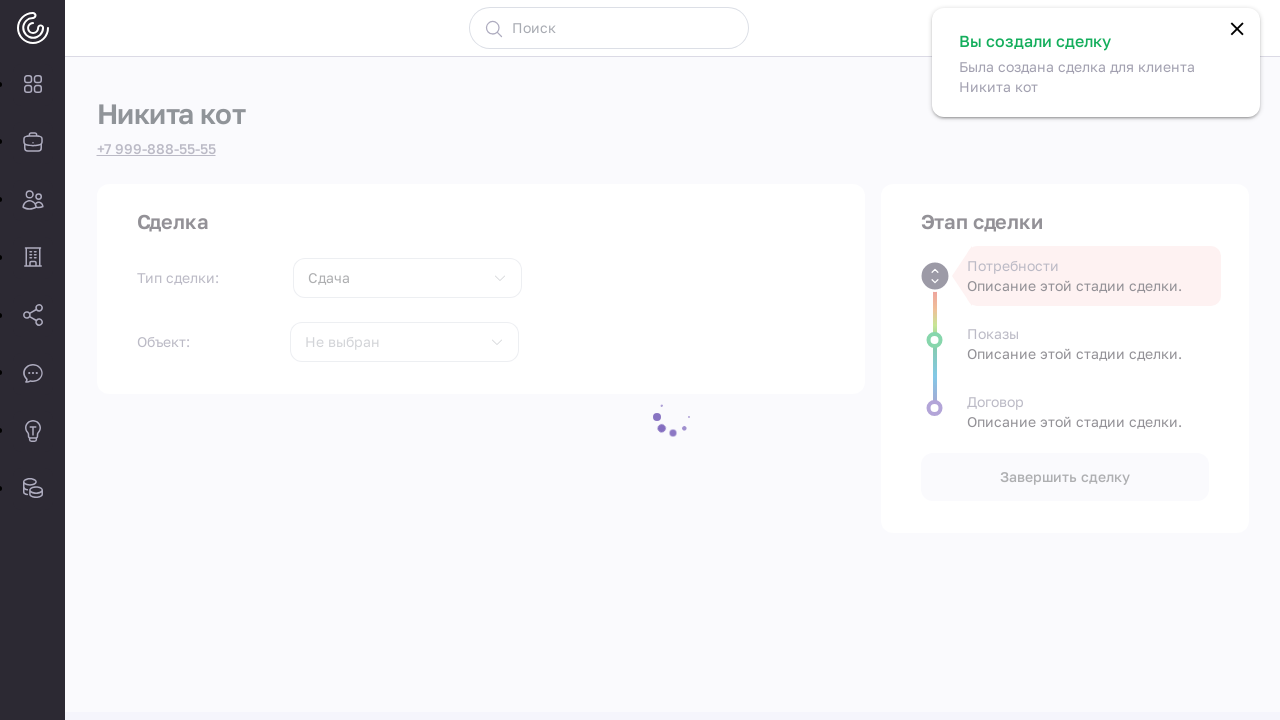 Поиск
Вы создали сделку
Была создана сделка для клиента
Никита кот
Никита кот
+7 999-888-55-55
Сделка
Тип сделки:
Сдача
Объект:
Не выбран
Этап сделки
Потребности
Описание этой стадии сделки.
Показы
Описание этой стадии сделки.
Договор
Описание этой стадии сделки.
Завершить сделку